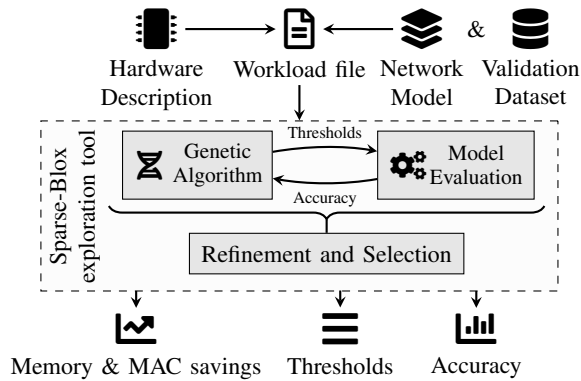 &
Hardware
Description
Workload file
Network
Model
Validation
Dataset
Sparse-Blox
exploration tool
Thresholds
Genetic
Algorithm
Model
Evaluation
Accuracy
Refinement and Selection
Memory & MAC savings
Thresholds
Accuracy